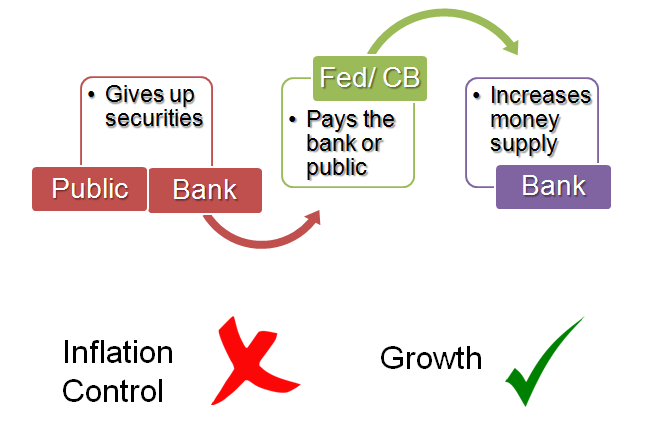 • Gives up
securities
Public
Bank
Fed/ CB
• Pays the
bank or
public
• Increases
money
supply
Bank
Inflation
Control
Growth